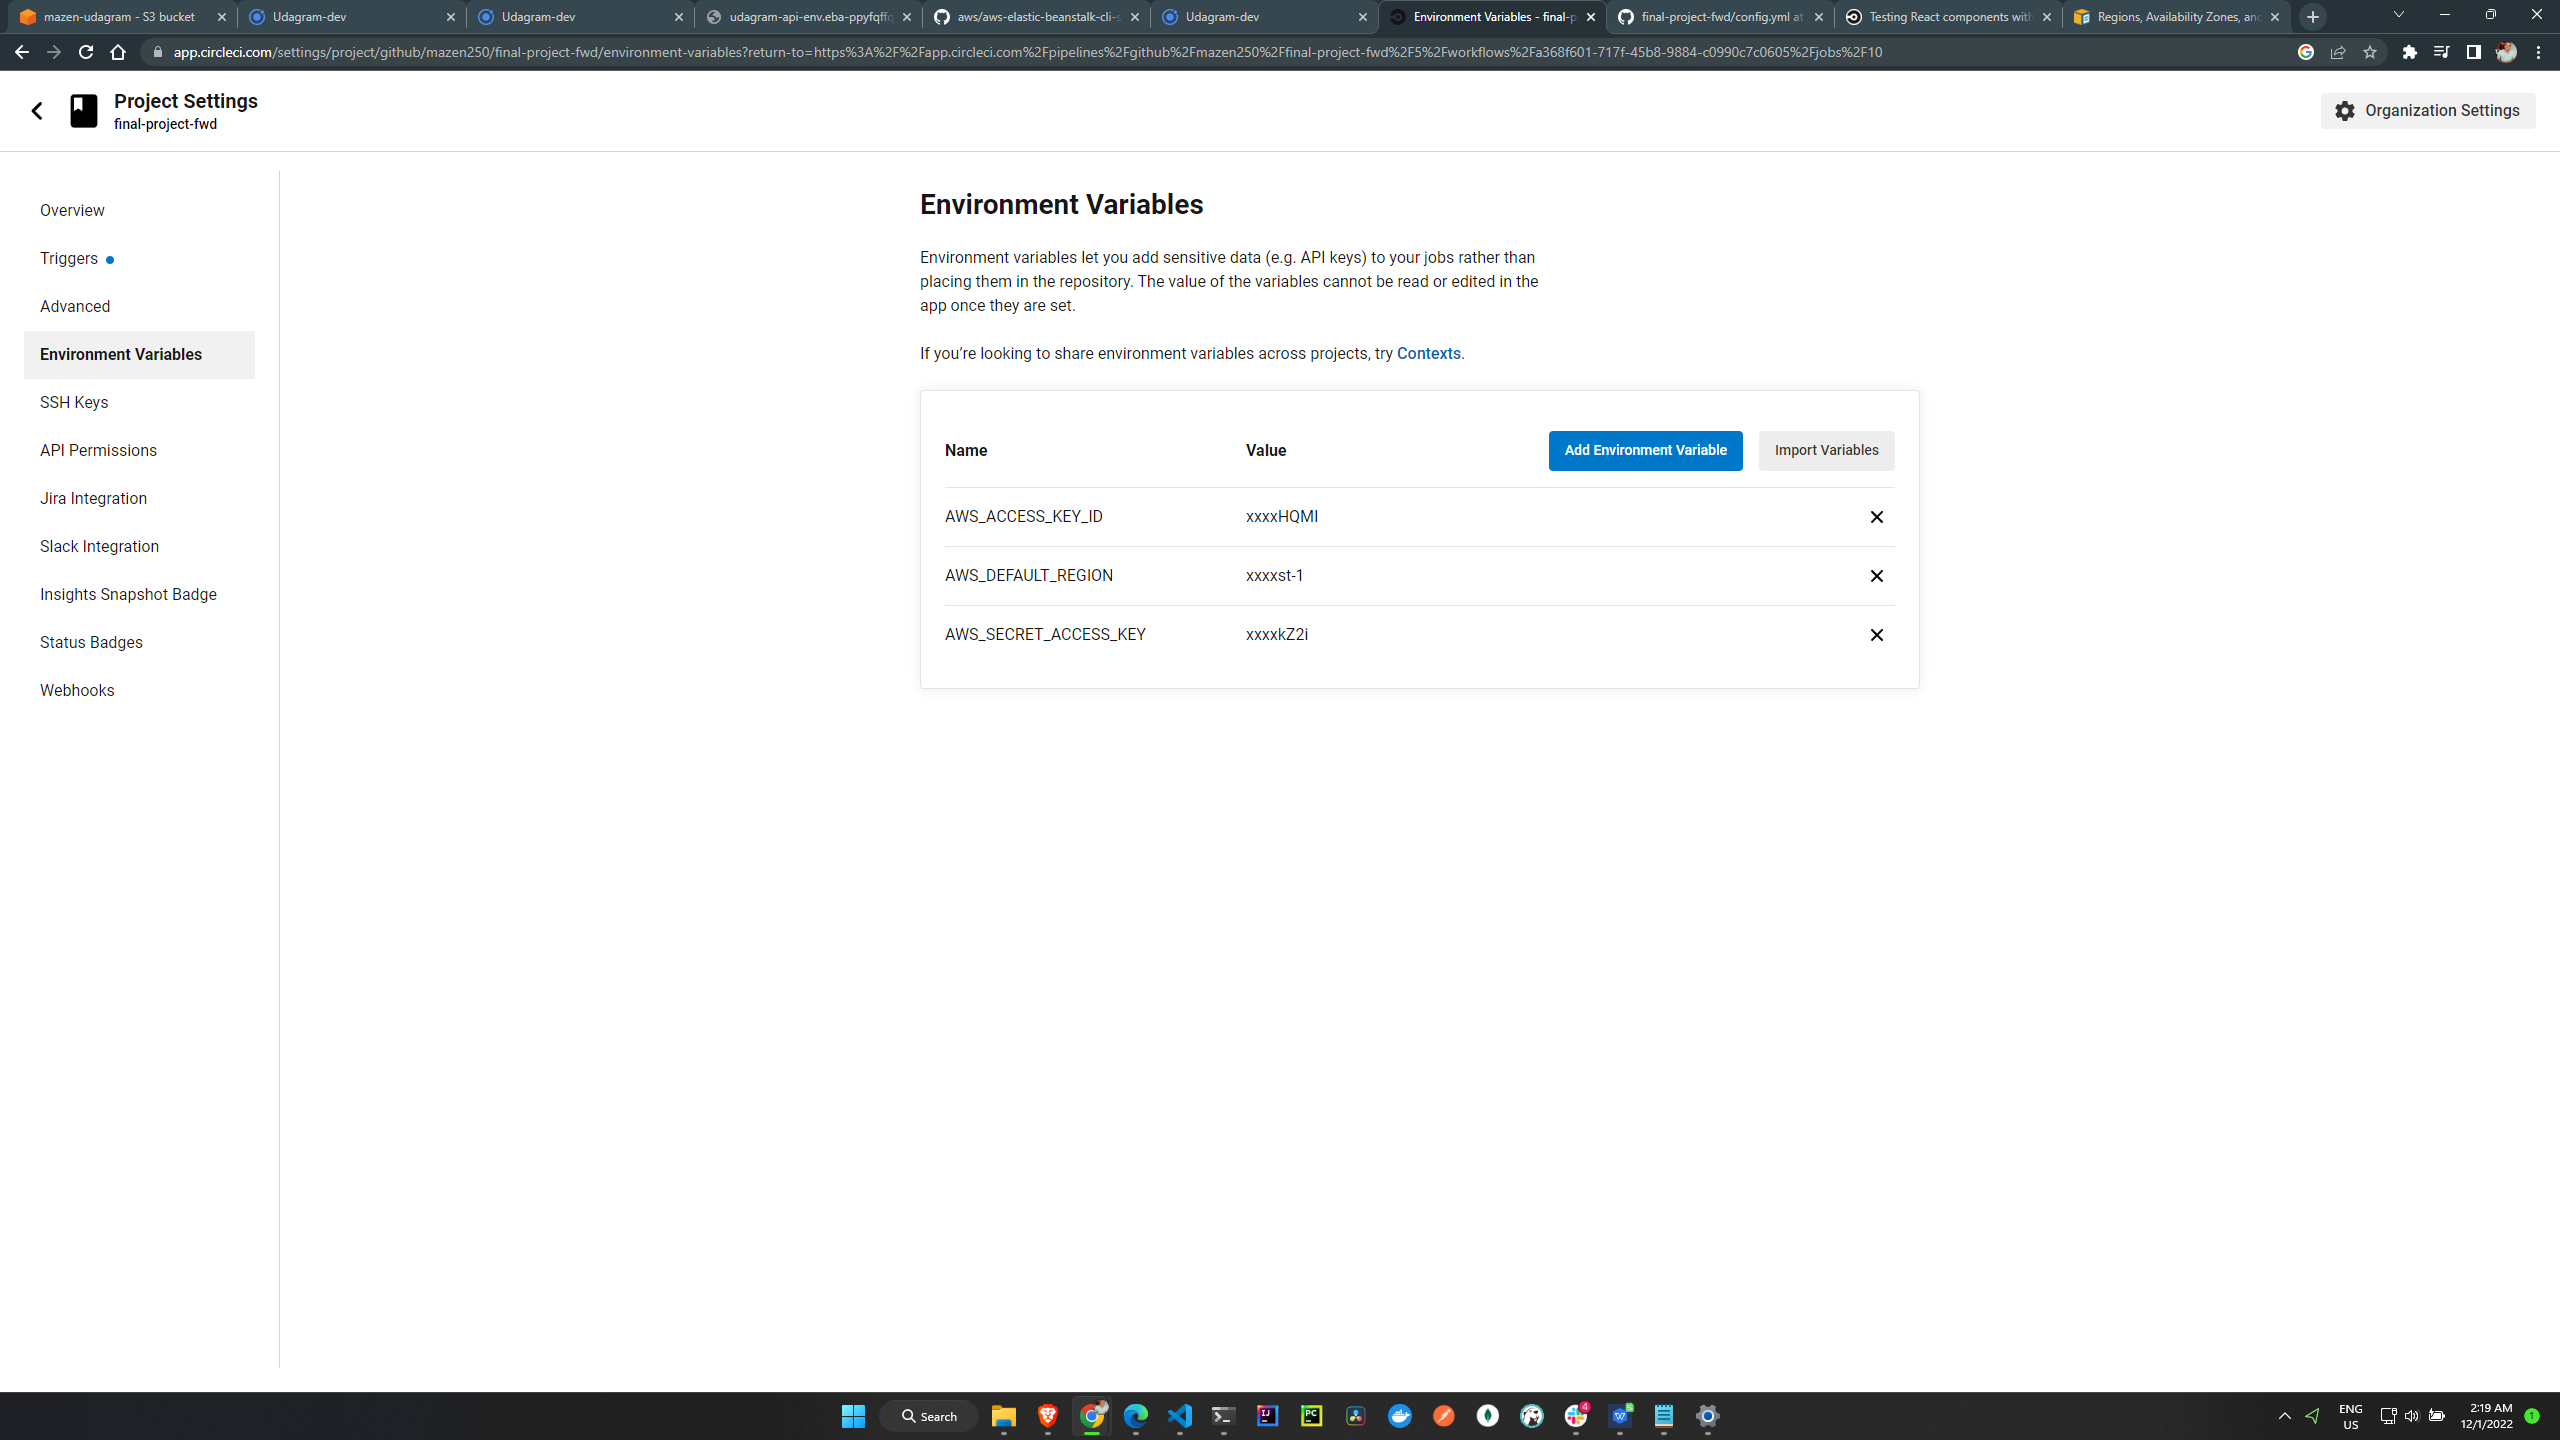 mazen-udagram - S3 bucket
Udagram-dev
Udagram-dev
udagram-api-env.eba-ppyfqffq
aws/aws-elastic-beanstalk-cli-s
Udagram-dev
Environment Variables - final-p
final-project-fwd/config.yml at
Testing React components with
Regions, Availability Zones, and
app.circleci.com/settings/project/github/mazen250/final-project-fwd/environment-variables?return-to=https%3A%2F%2Fapp.circleci.com%2Fpipelines%2Fgithub%2Fmazen250%2Ffinal-project-fwd%2F5%2Fworkflows%2Fa368f601-717f-45b8-9884-c0990c7c0605%2Fjobs%2F10
Project Settings
final-project-fwd
Organization Settings
Overview
Triggers
Advanced
Environment Variables
SSH Keys
API Permissions
Jira Integration
Slack Integration
Insights Snapshot Badge
Status Badges
Webhooks
Environment Variables
Environment variables let you add sensitive data (e.g. API keys) to your jobs rather than
placing them in the repository. The value of the variables cannot be read or edited in the
app once they are set.
If you’re looking to share environment variables across projects, try Contexts.
Name Value Add Environment Variable Import Variables
AWS_ACCESS_KEY_ID xxxxHQMI
AWS_DEFAULT_REGION xxxxst-1
AWS_SECRET_ACCESS_KEY xxxxkZ2i
Search
4
ENG
US
2:19 AM
12/1/2022
1